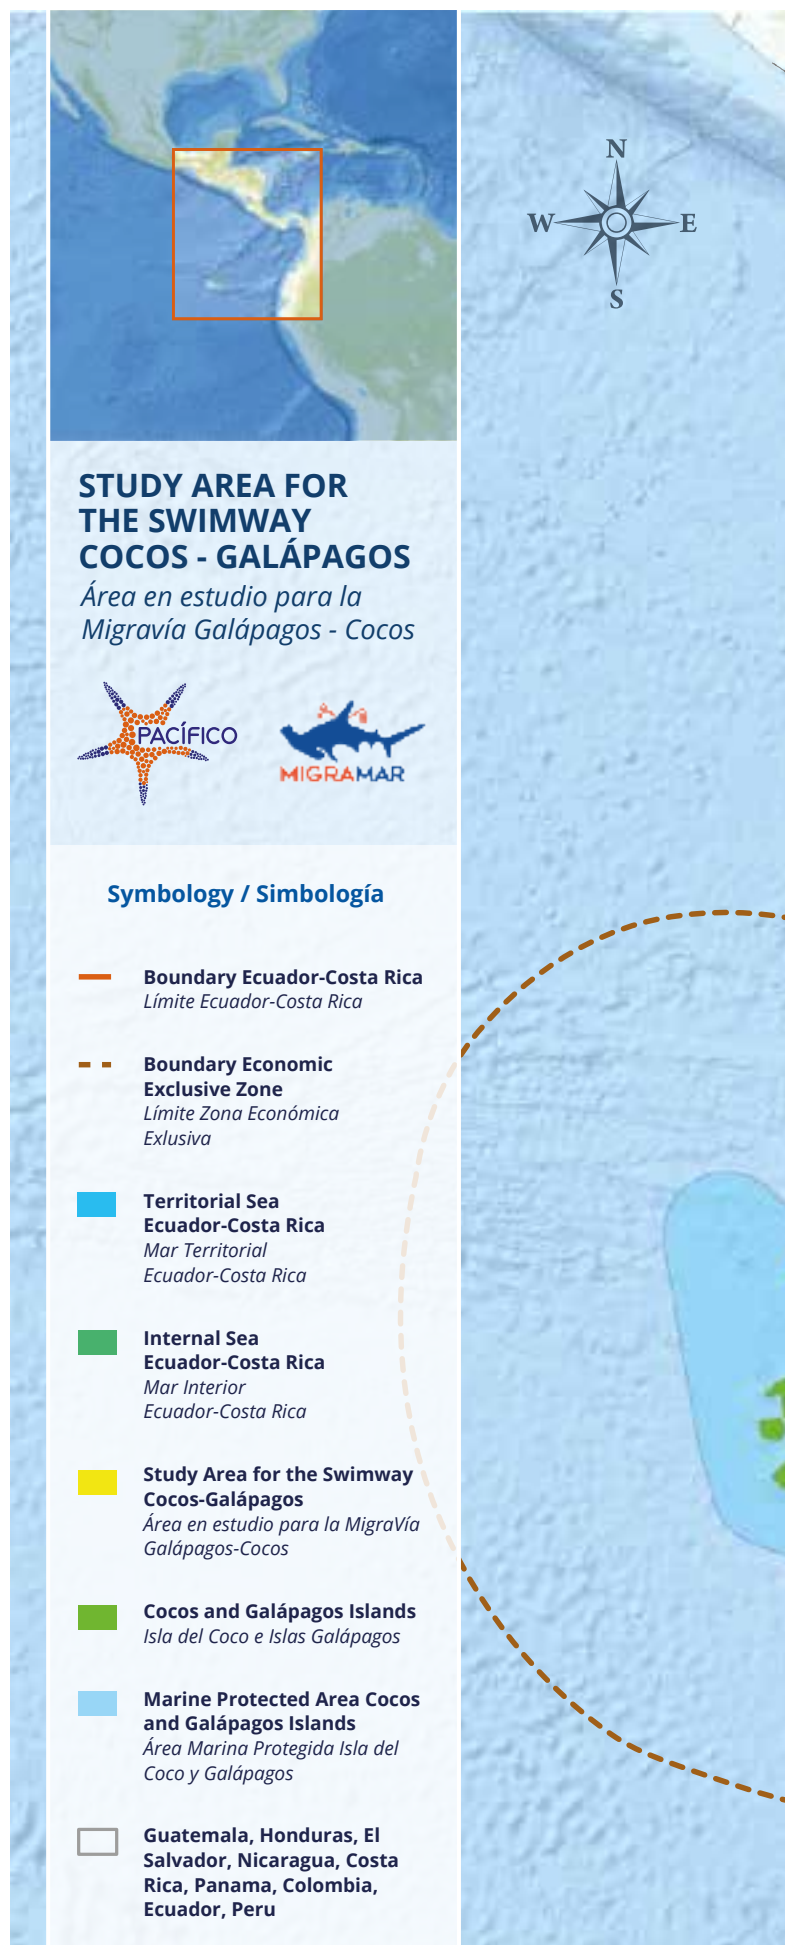 N
W
E
S
STUDY AREA FOR
THE SWIMWAY
COCOS - GALÁPAGOS
Área en estudio para la
Migravía Galápagos - Cocos
PACÍFICO
MIGRAMAR
Symbology / Simbología
Boundary Ecuador-Costa Rica
Límite Ecuador-Costa Rica
Boundary Economic
Exclusive Zone
Límite Zona Económica
Exlusiva
Territorial Sea
Ecuador-Costa Rica
Mar Territorial
Ecuador-Costa Rica
Internal Sea
Ecuador-Costa Rica
Mar Interior
Ecuador-Costa Rica
Study Area for the Swimway
Cocos-Galápagos
Área en estudio para la MigraVía
Galápagos-Cocos
Cocos and Galápagos Islands
Isla del Coco e Islas Galápagos
Marine Protected Area Cocos
and Galápagos Islands
Área Marina Protegida Isla del
Coco y Galápagos
Guatemala, Honduras, El
Salvador, Nicaragua, Costa
Rica, Panama, Colombia,
Ecuador, Peru